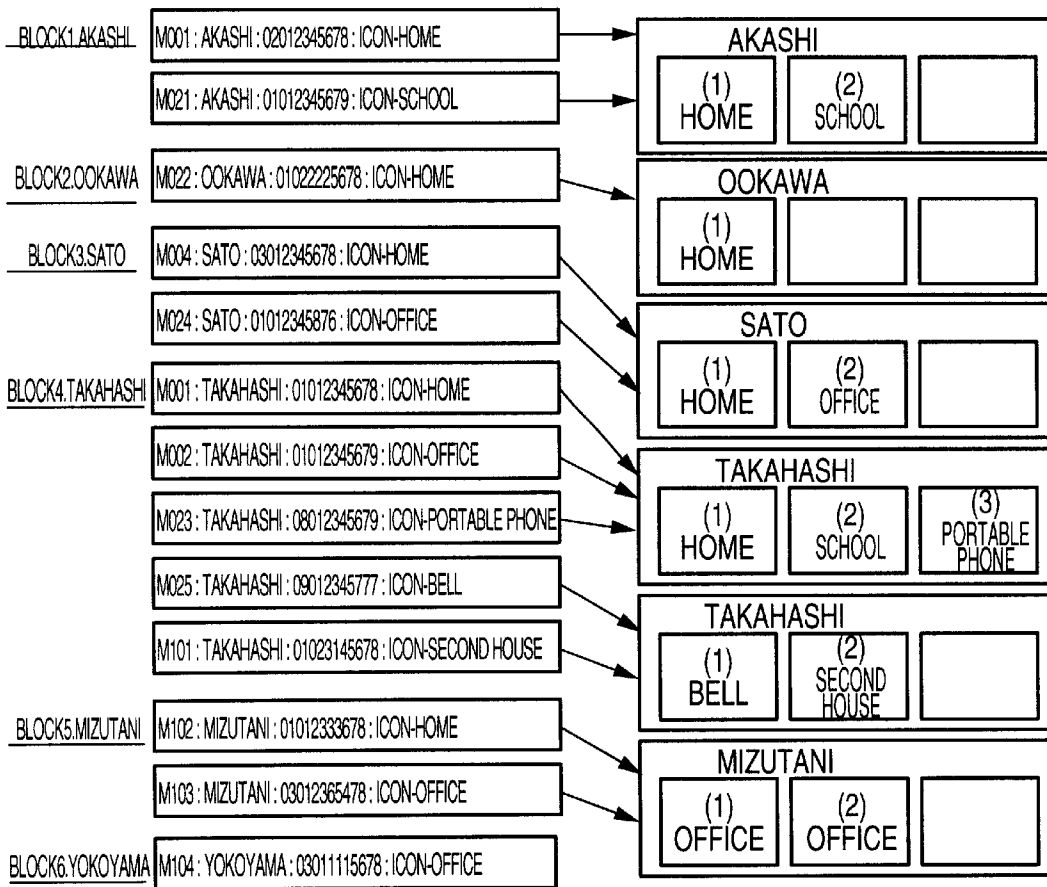 BLOCK1.AKASHI
M001 : AKASHI : 02012345678 : ICON-HOME
M021 : AKASHI : 01012345679 : ICON-SCHOOL
BLOCK2.OOKAWA
M022 : OOKAWA : 01022225678 : ICON-HOME
BLOCK3.SATO
M004 : SATO : 03012345678 : ICON-HOME
M024 : SATO : 01012345876 : ICON-OFFICE
BLOCK4.TAKAHASHI
M001 : TAKAHASHI : 01012345678 : ICON-HOME
M002 : TAKAHASHI : 01012345679 : ICON-OFFICE
M023 : TAKAHASHI : 08012345679 : ICON-PORTABLE PHONE
M025 : TAKAHASHI : 09012345777 : ICON-BELL
M101 : TAKAHASHI : 01023145678 : ICON-SECOND HOUSE
BLOCK5.MIZUTANI
M102 : MIZUTANI : 01012333678 : ICON-HOME
M103 : MIZUTANI : 03012365478 : ICON-OFFICE
BLOCK6.YOKOYAMA
M104 : YOKOYAMA : 03011115678 : ICON-OFFICE
AKASHI
(1)
HOME
(2)
SCHOOL
OOKAWA
(1)
HOME
SATO
(1)
HOME
(2)
OFFICE
TAKAHASHI
(1)
HOME
(2)
SCHOOL
(3)
PORTABLE
PHONE
TAKAHASHI
(1)
BELL
(2)
SECOND
HOUSE
MIZUTANI
(1)
OFFICE
(2)
OFFICE